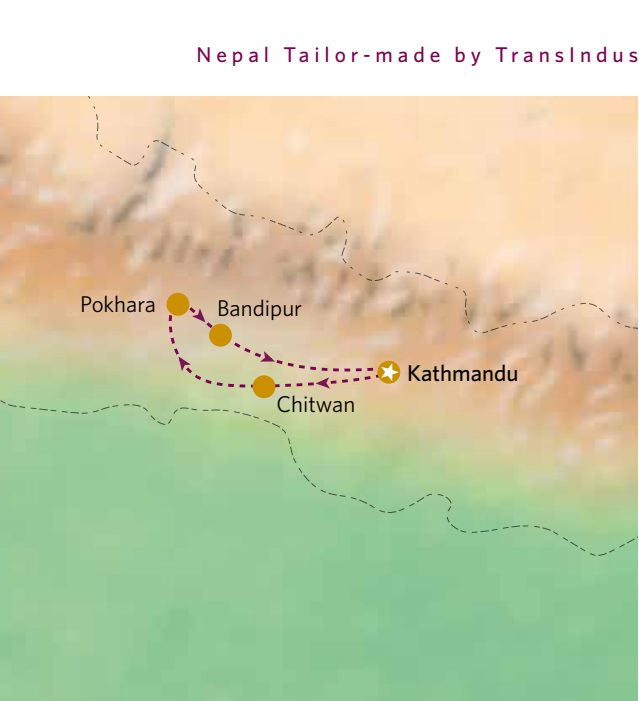 Nepal Tailor-made by TransIndus
Pokhara
Bandipur
Kathmandu
Chitwan